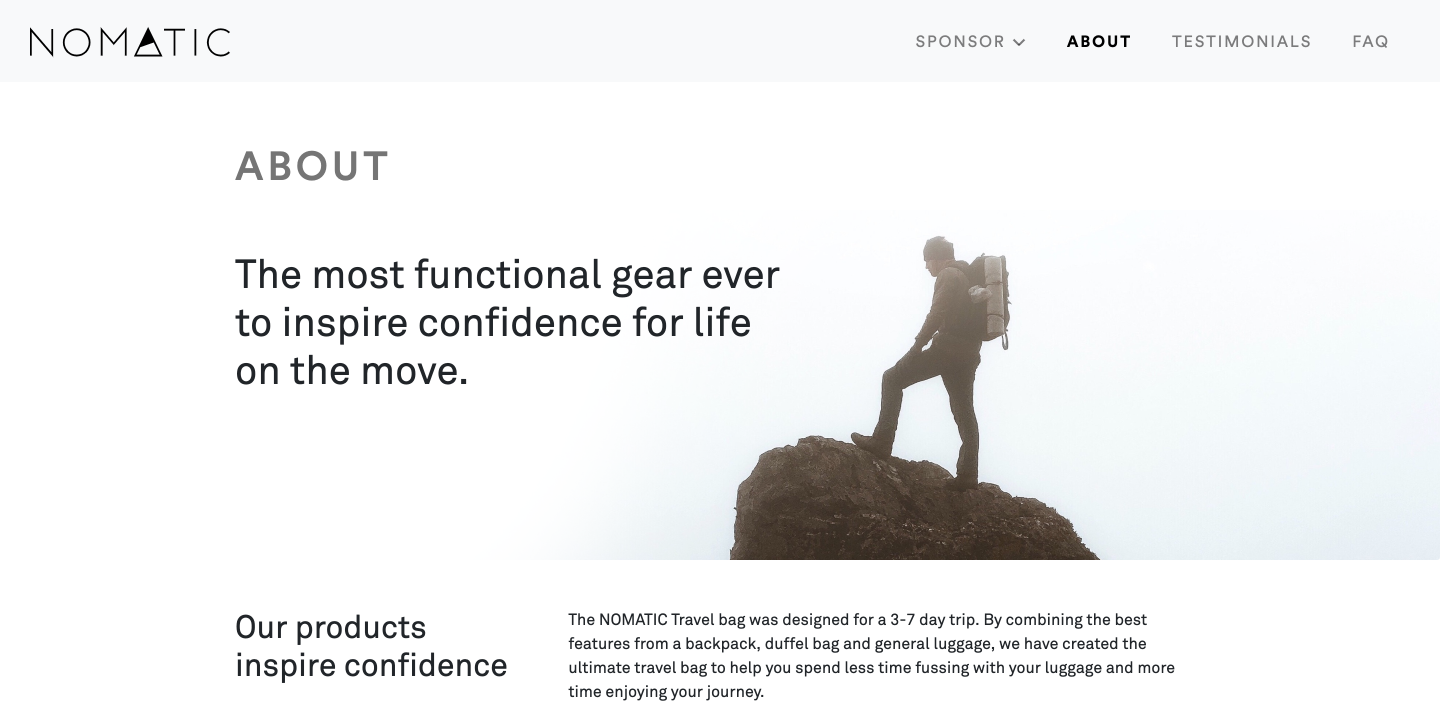 NOMATIC
SPONSOR ABOUT TESTIMONIALS FAQ
ABOUT
The most functional gear ever
to inspire confidence for life
on the move.
Our products
inspire confidence
The NOMATIC Travel bag was designed for a 3-7 day trip. By combining the best
features from a backpack, duffel bag and general luggage, we have created the
ultimate travel bag to help you spend less time fussing with your luggage and more
time enjoying your journey.